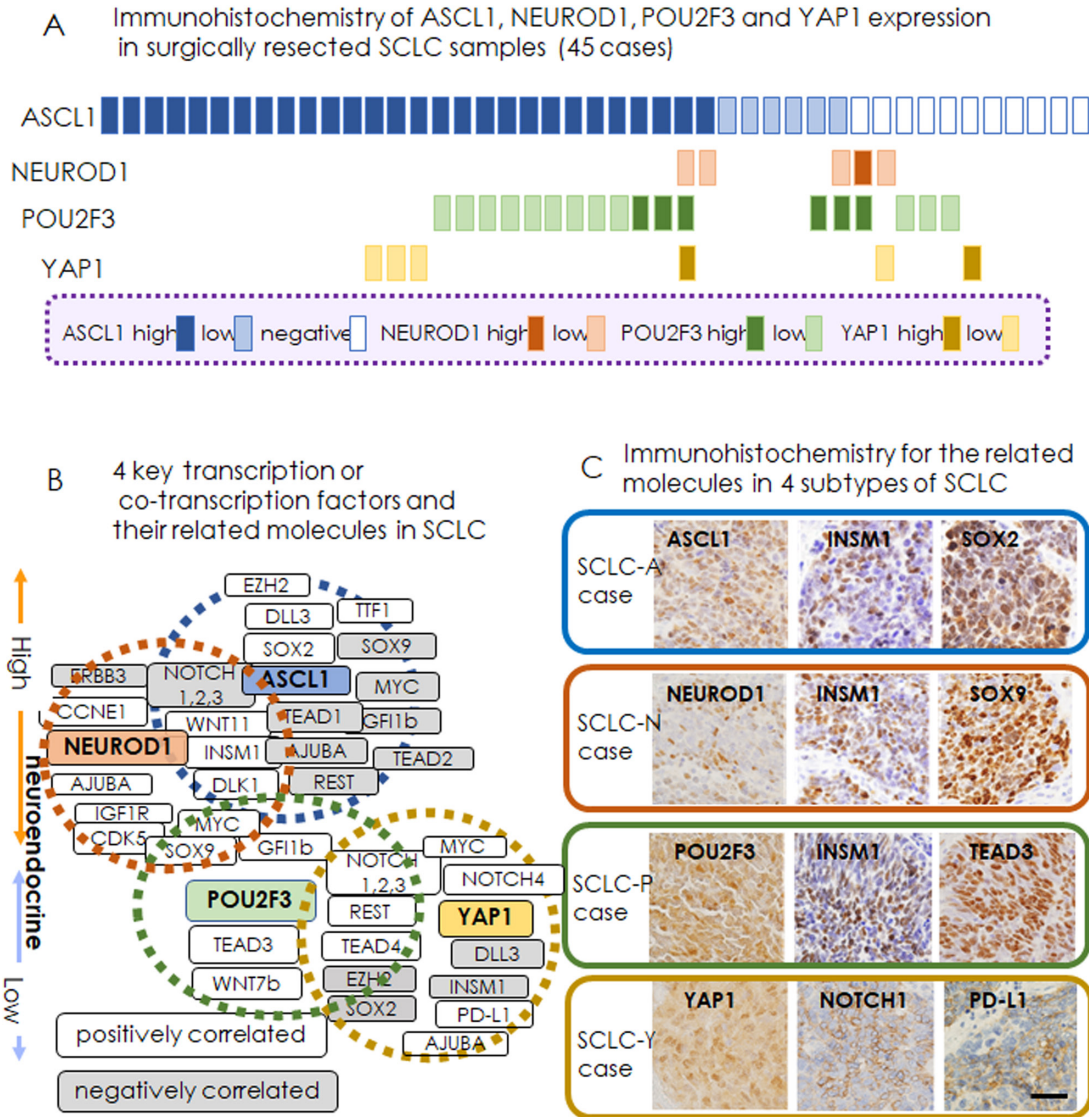 A
Immunohistochemistry of ASCL1, NEUROD1, POU2F3 and YAP1 expression
in surgically resected SCLC samples (45 cases)
ASCL1
NEUROD1
POU2F3
YAP1
ASCL1 high low negative NEUROD1 high low POU2F3 high low YAP1 high low
B
4 key transcription or
co-transcription factors and
their related molecules in SCLC
High
neuroendocrine
Low
EZH2
DLL3
TTF1
SOX2
SOX9
ERBB3
NOTCH
1,2,3
ASCL1
MYC
CCNE1
WNT11
TEAD1
GFI1b
NEUROD1
INSM1
AJUBA
TEAD2
AJUBA
DLK1
REST
IGF1R
MYC
CDK5
SOX9
GFI1b
NOTCH
1,2,3
MYC
NOTCH4
POU2F3
REST
YAP1
TEAD3
TEAD4
DLL3
WNT7b
EZH2
INSM1
SOX2
PD-L1
AJUBA
positively correlated
negatively correlated
C
Immunohistochemistry for the related
molecules in 4 subtypes of SCLC
SCLC-A
case
ASCL1
INSM1
SOX2
SCLC-N
case
NEUROD1
INSM1
SOX9
SCLC-P
case
POU2F3
INSM1
TEAD3
SCLC-Y
case
YAP1
NOTCH1
PD-L1